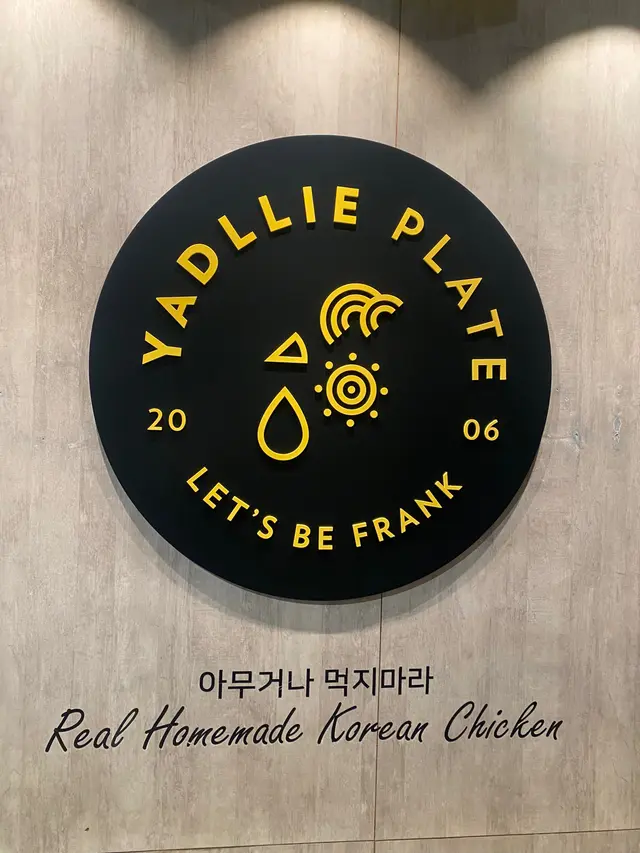 YADLLIE PLATE
20 06
LET'S BE FRANK
아무거나 먹지마라
Real Homemade Korean Chicken